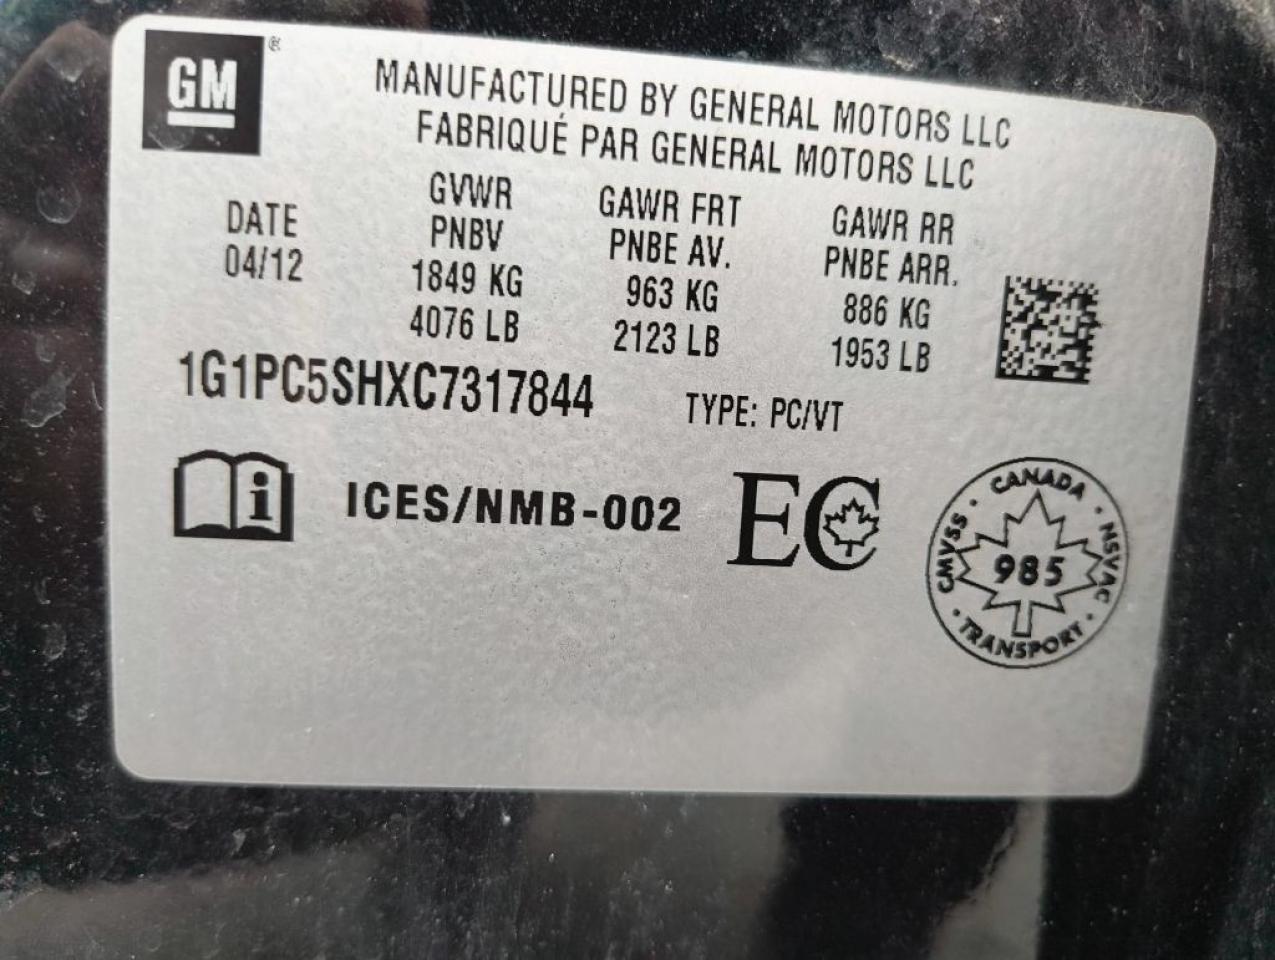 GM ®
MANUFACTURED BY GENERAL MOTORS LLC
FABRIQUÉ PAR GENERAL MOTORS LLC
DATE
04/12
GVWR
PNBV
1849 KG
4076 LB
GAWR FRT
PNBE AV.
963 KG
2123 LB
GAWR RR
PNBE ARR.
886 KG
1953 LB
1G1PC5SHXC7317844
TYPE: PC/VT
i
ICES/NMB-002
EC
CANADA
CMVSS · NSVAC
985
· TRANSPORT ·